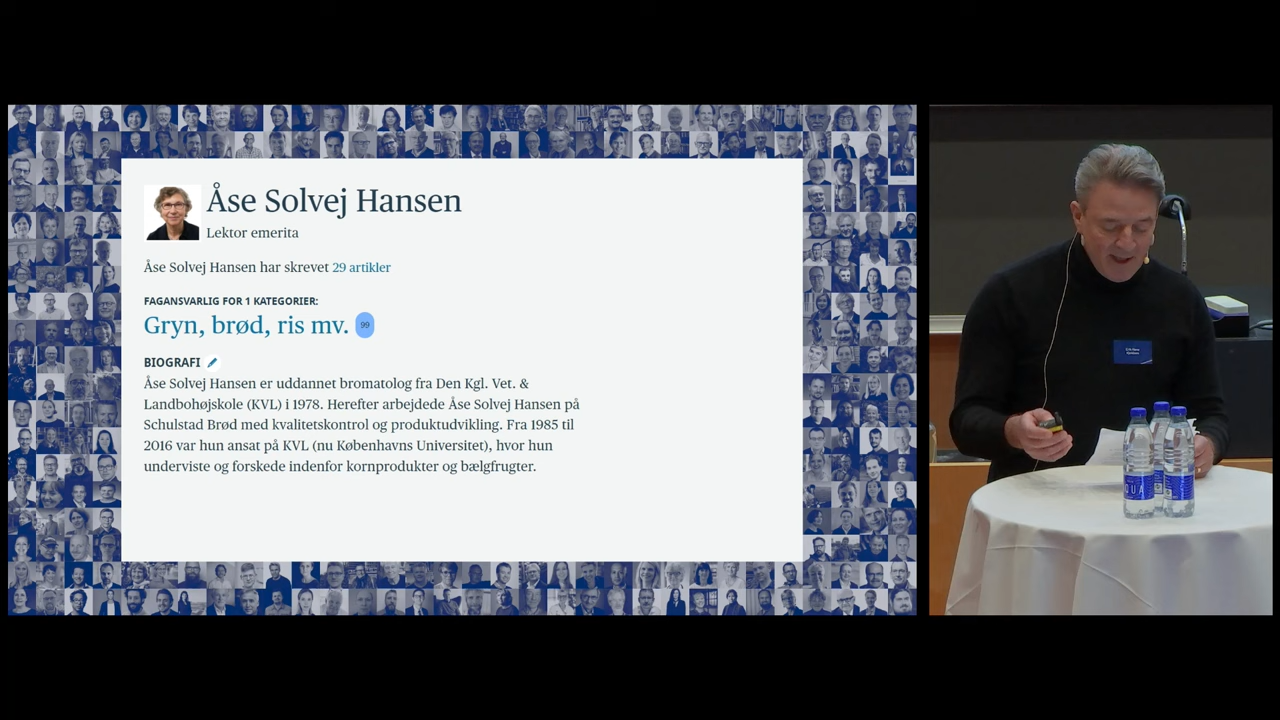 Åse Solvej Hansen
Lektor emerita
Åse Solvej Hansen har skrevet 29 artikler
FAGANSVARLIG FOR 1 KATEGORIER:
Gryn, brød, ris mv. 99
BIOGRAFI
Åse Solvej Hansen er uddannet bromatolog fra Den Kgl. Vet. &
Landbohøjskole (KVL) i 1978. Herefter arbejdede Åse Solvej Hansen på
Schulstad Brød med kvalitetskontrol og produktudvikling. Fra 1985 til
2016 var hun ansat på KVL (nu Københavns Universitet), hvor hun
underviste og forskede indenfor kornprodukter og bælgfrugter.
QUA